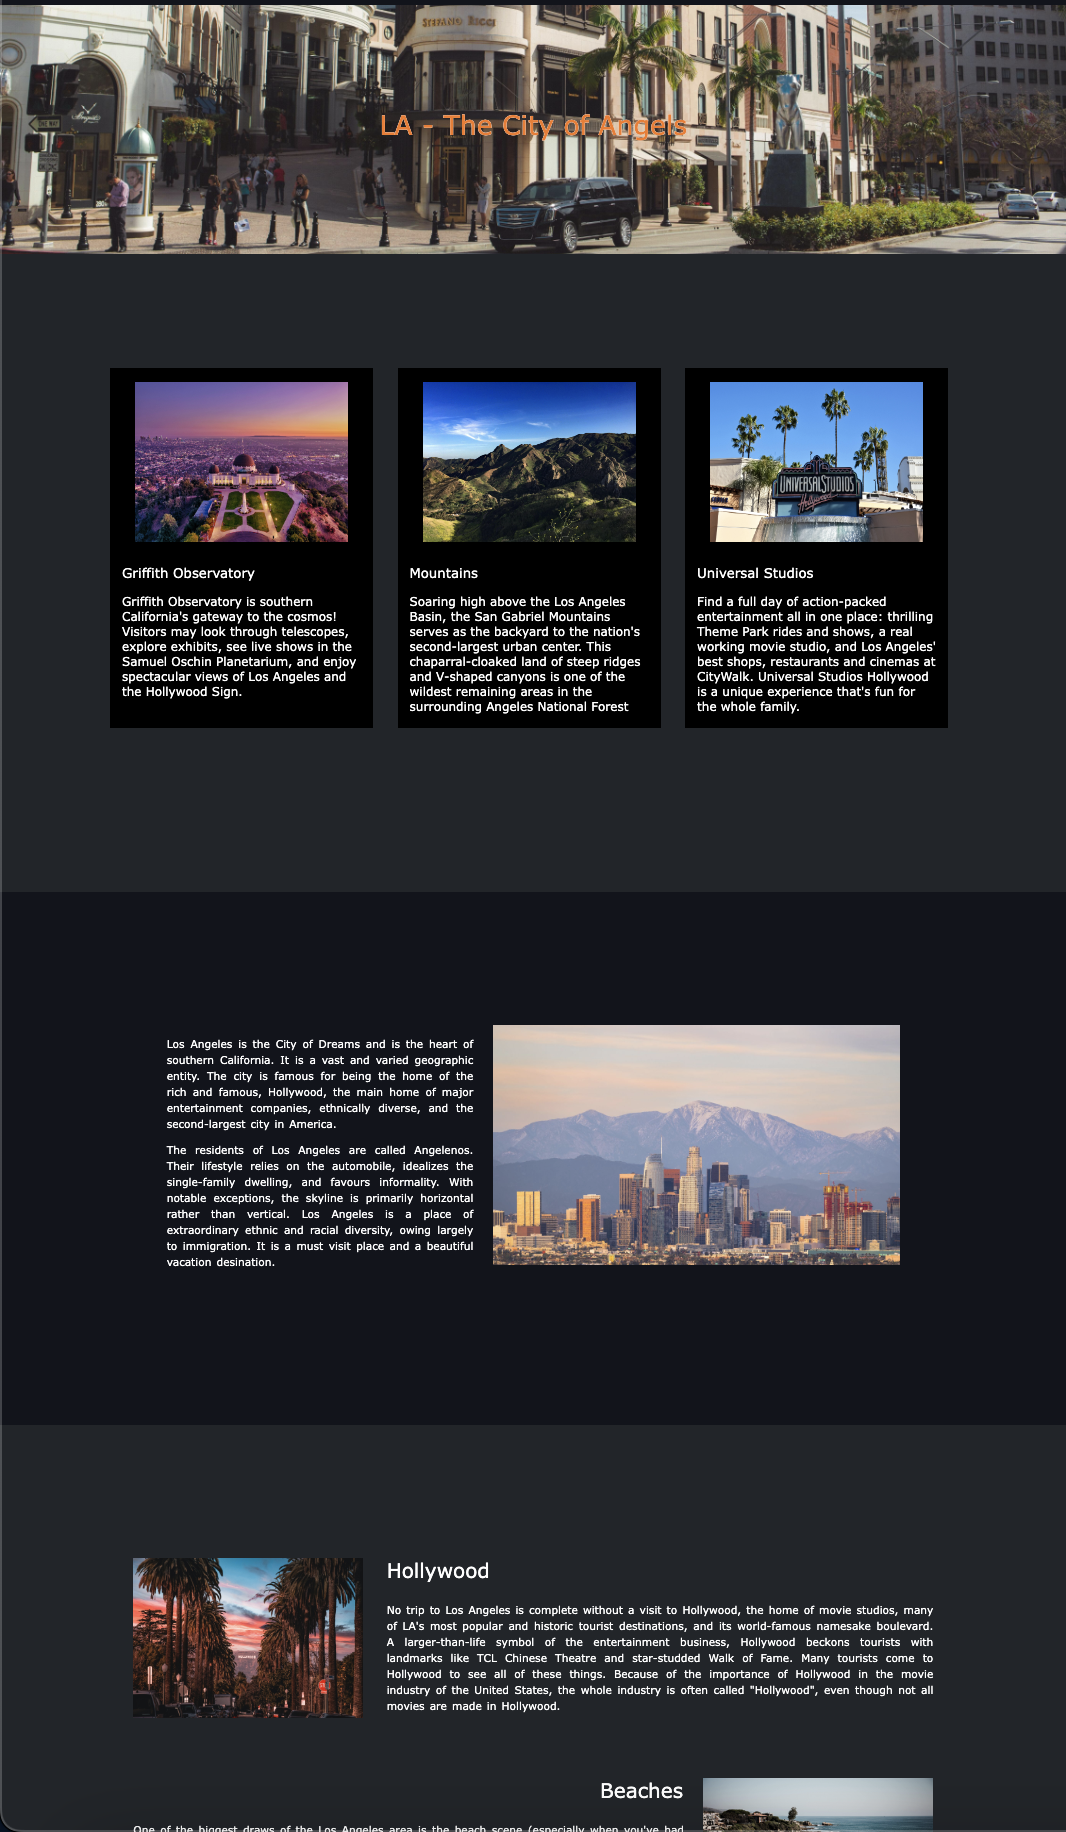 STEFANO RICCI
LA - The City of Angels
UNIVERSAL STUDIOS
Hollywood
Griffith Observatory
Griffith Observatory is southern
California's gateway to the cosmos!
Visitors may look through telescopes,
explore exhibits, see live shows in the
Samuel Oschin Planetarium, and enjoy
spectacular views of Los Angeles and
the Hollywood Sign.
Mountains
Soaring high above the Los Angeles
Basin, the San Gabriel Mountains
serves as the backyard to the nation's
second-largest urban center. This
chaparral-cloaked land of steep ridges
and V-shaped canyons is one of the
wildest remaining areas in the
surrounding Angeles National Forest
Universal Studios
Find a full day of action-packed
entertainment all in one place: thrilling
Theme Park rides and shows, a real
working movie studio, and Los Angeles'
best shops, restaurants and cinemas at
CityWalk. Universal Studios Hollywood
is a unique experience that's fun for
the whole family.
Los Angeles is the City of Dreams and is the heart of
southern California. It is a vast and varied geographic
entity. The city is famous for being the home of the
rich and famous, Hollywood, the main home of major
entertainment companies, ethnically diverse, and the
second-largest city in America.
The residents of Los Angeles are called Angelenos.
Their lifestyle relies on the automobile, idealizes the
single-family dwelling, and favours informality. With
notable exceptions, the skyline is primarily horizontal
rather than vertical. Los Angeles is a place of
extraordinary ethnic and racial diversity, owing largely
to immigration. It is a must visit place and a beautiful
vacation desination.
Hollywood
No trip to Los Angeles is complete without a visit to Hollywood, the home of movie studios, many
of LA's most popular and historic tourist destinations, and its world-famous namesake boulevard.
A larger-than-life symbol of the entertainment business, Hollywood beckons tourists with
landmarks like TCL Chinese Theatre and star-studded Walk of Fame. Many tourists come to
Hollywood to see all of these things. Because of the importance of Hollywood in the movie
industry of the United States, the whole industry is often called "Hollywood", even though not all
movies are made in Hollywood.
Beaches
One of the biggest draws of the Los Angeles area is the beach scene (especially when you've had